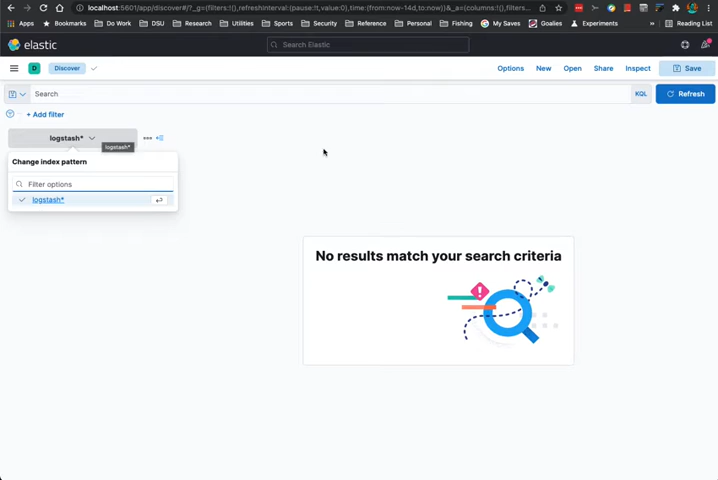 localhost:5601/app/discover#/?_g=(filters:!(),refreshInterval:(pause:!t,value:0),time:(from:now-14d,to:now))&_a=(columns:!(),filters...
Apps Bookmarks Do Work DSU Research Utilities Sports Security Reference Personal Fishing My Saves Goalies Experiments » Reading List
elastic Search Elastic
D Discover Options New Open Share Inspect Save
Search KQL Refresh
+ Add filter
logstash*
logstash*
Change index pattern
Filter options
logstash*
No results match your search criteria